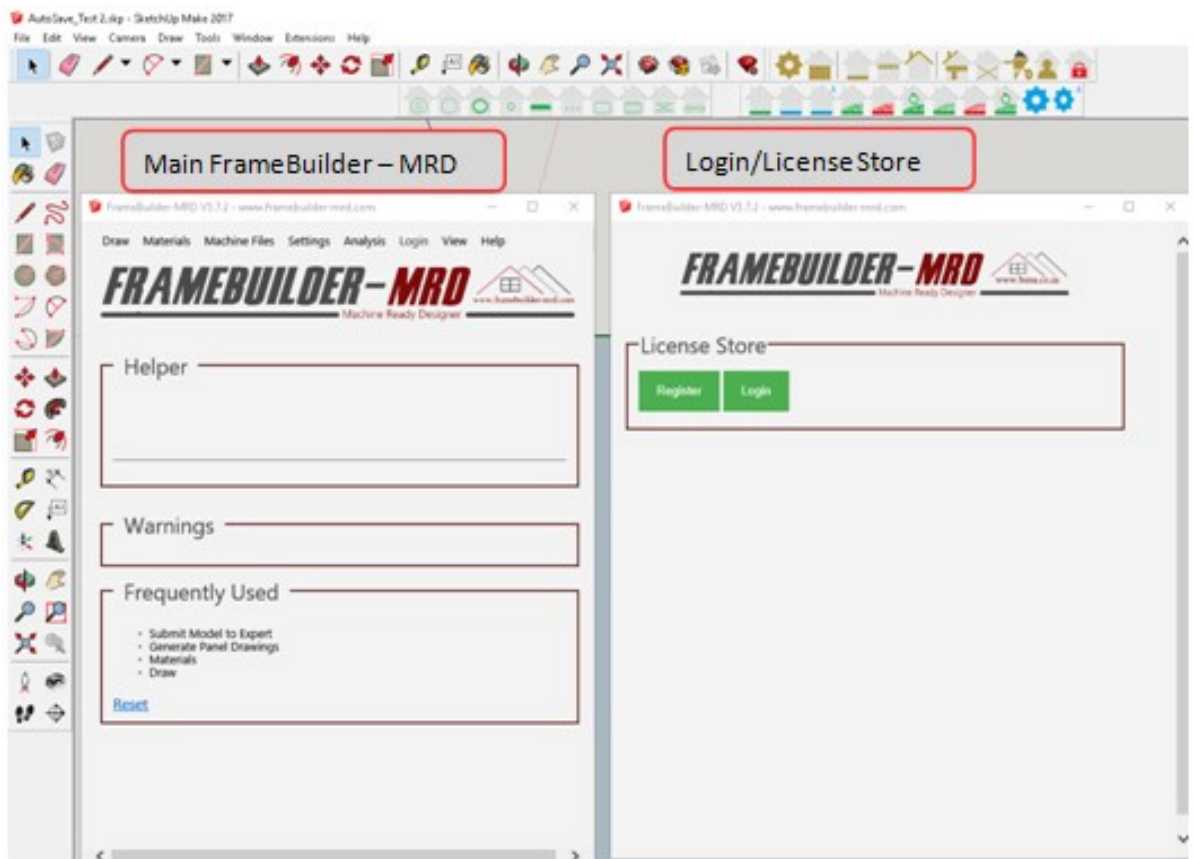 AutoSave_Test 2.skp - SketchUp Make 2017
File Edit View Camera Draw Tools Window Extensions Help
Main FrameBuilder – MRD
Login/License Store
FrameBuilder-MRD V3.7.2 - www.framebuilder-mrd.com
Draw Materials Machine Files Settings Analysis Login View Help
FRAMEBUILDER-MRD
www.framebuilder-mrd.com
Machine Ready Designer
Helper
Warnings
Frequently Used
Submit Model to Expert
Generate Panel Drawings
Materials
Draw
Reset
FrameBuilder-MRD V3.7.2 - www.framebuilder-mrd.com
FRAMEBUILDER-MRD
Machine Ready Designer
License Store
Register Login